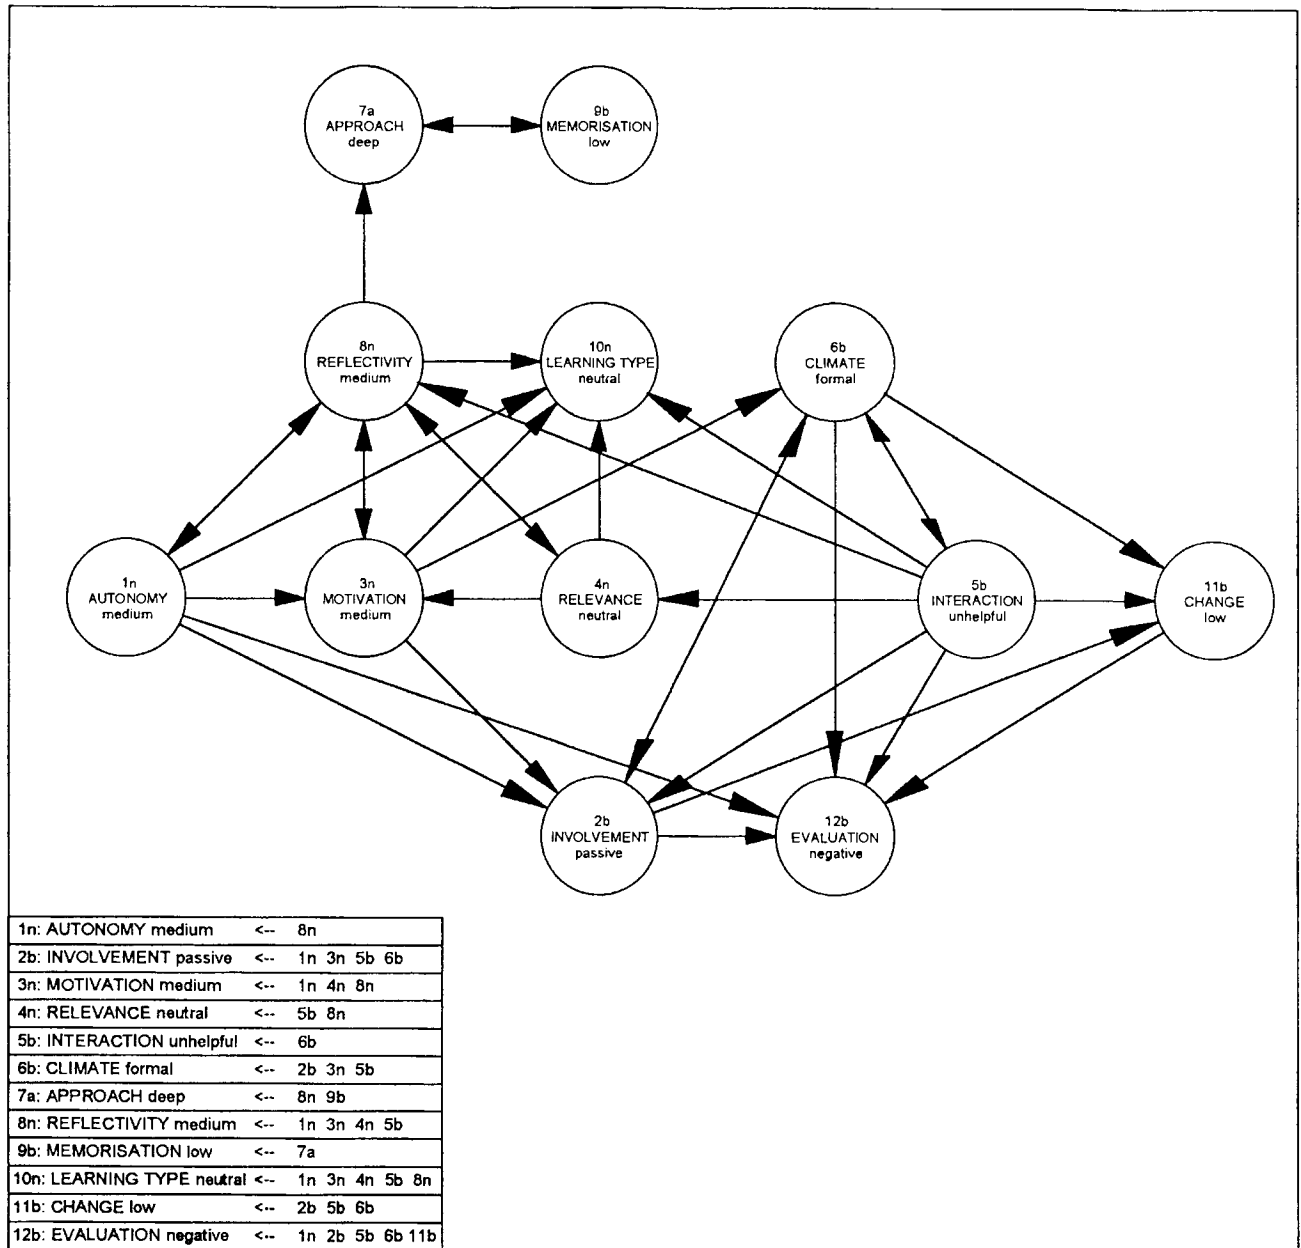 7a
APPROACH
deep
9b
MEMORISATION
low
8n
REFLECTIVITY
medium
10n
LEARNING TYPE
neutral
6b
CLIMATE
formal
1n
AUTONOMY
medium
3n
MOTIVATION
medium
4n
RELEVANCE
neutral
5b
INTERACTION
unhelpful
11b
CHANGE
low
2b
INVOLVEMENT
passive
12b
EVALUATION
negative
1n: AUTONOMY medium <-- 8n
2b: INVOLVEMENT passive <-- 1n 3n 5b 6b
3n: MOTIVATION medium <-- 1n 4n 8n
4n: RELEVANCE neutral <-- 5b 8n
5b: INTERACTION unhelpful <-- 6b
6b: CLIMATE formal <-- 2b 3n 5b
7a: APPROACH deep <-- 8n 9b
8n: REFLECTIVITY medium <-- 1n 3n 4n 5b
9b: MEMORISATION low <-- 7a
10n: LEARNING TYPE neutral <-- 1n 3n 4n 5b 8n
11b: CHANGE low <-- 2b 5b 6b
12b: EVALUATION negative <-- 1n 2b 5b 6b 11b